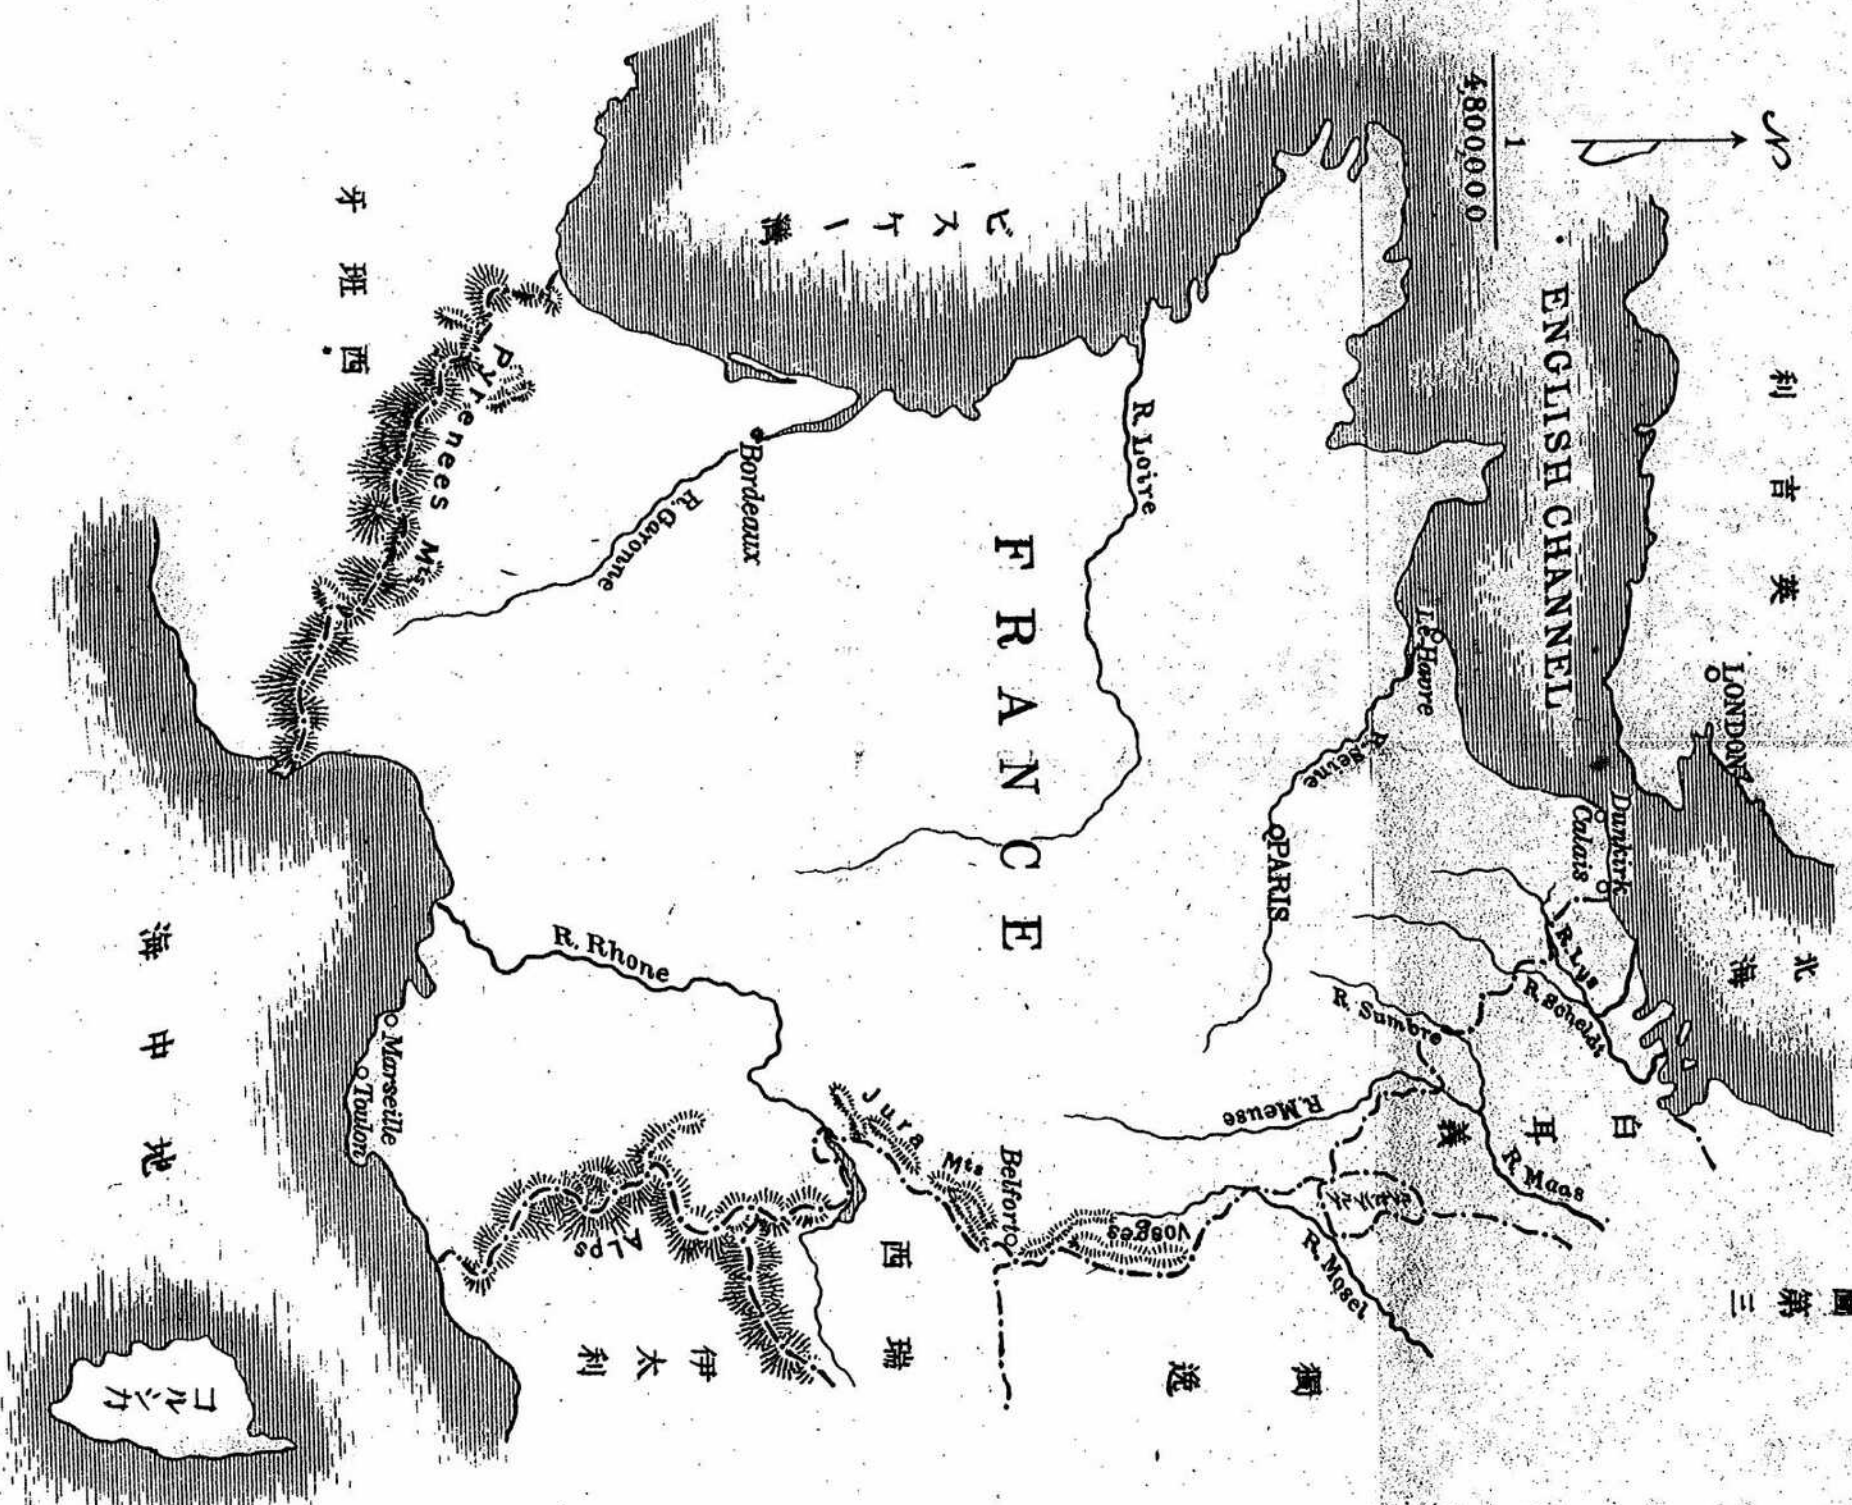 圖第三
N
1
4,800,000
英吉利
LONDON
ENGLISH CHANNEL
北海
Dunkirk
Calais
Le Havre
R. Lys
R. Scheldt
R. Sambre
白耳義
R. Seine
PARIS
R. Meuse
R. Maas
R. Mosel
獨逸
Vosges
Belfort
Jura Mts
瑞西
FRANCE
R. Loire
ビスケー灣
Bordeaux
R. Garonne
Pyrenees Mts
西班牙
R. Rhone
ALps
伊太利
Marseille
Toulon
地中海
コルシカ